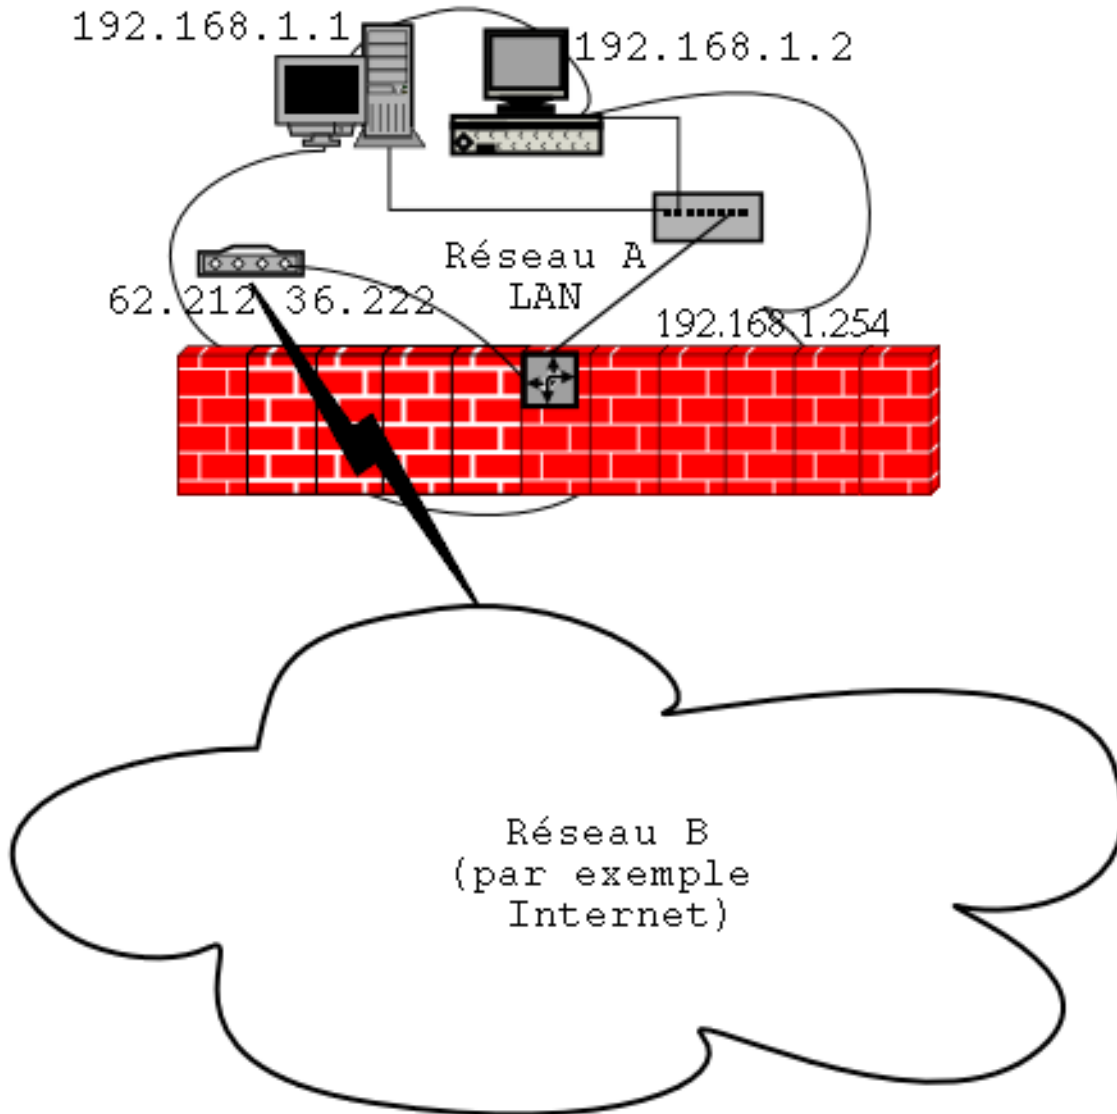 192.168.1.1
192.168.1.2
Réseau A
LAN
62.212.36.222
192.168.1.254
Réseau B
(par exemple
Internet)